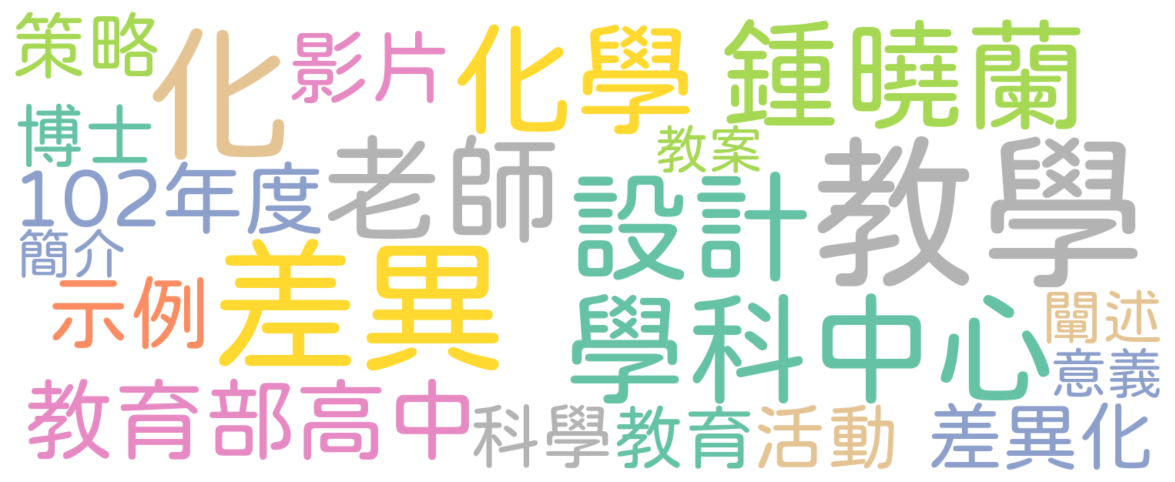 策略
化
影片
化學
鍾曉蘭
博士
教案
102年度
老師
設計
教學
簡介
示例
差異
學科中心
闡述
意義
教育部高中
科學
教育
活動
差異化